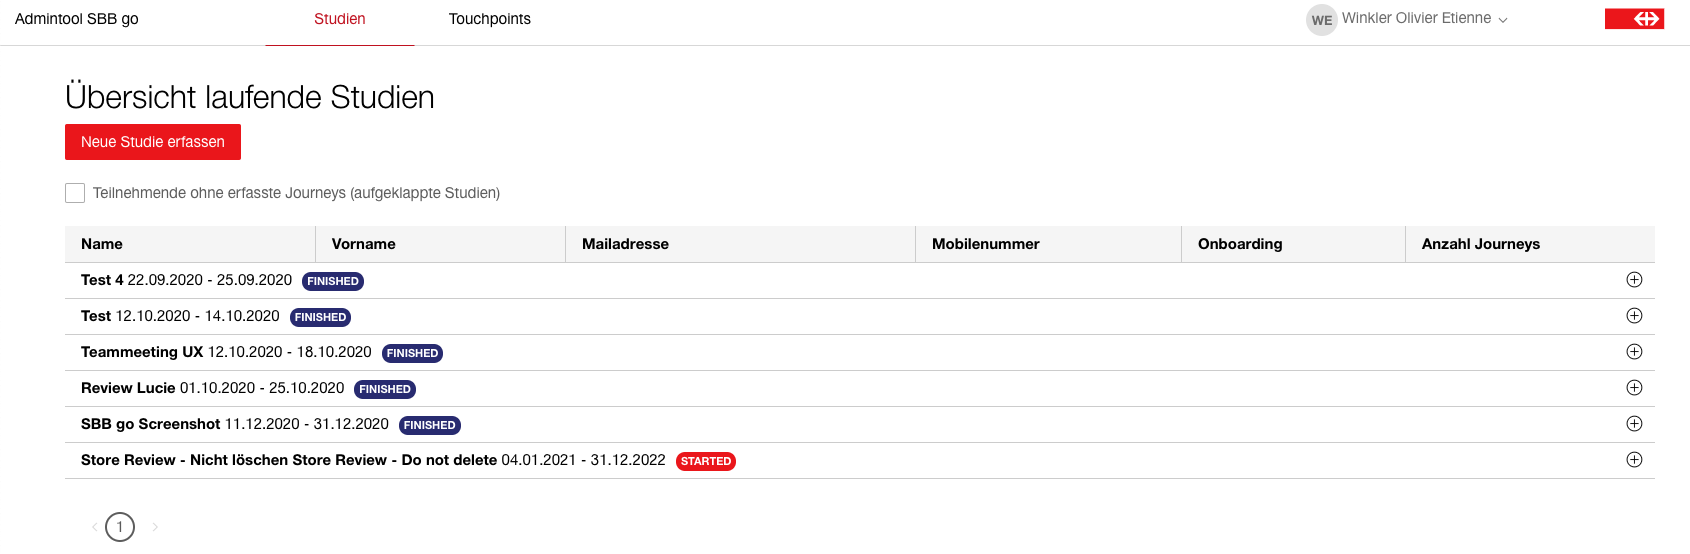 Admintool SBB go Studien Touchpoints WE Winkler Olivier Etienne
Übersicht laufende Studien
Neue Studie erfassen
Teilnehmende ohne erfasste Journeys (aufgeklappte Studien)
Name Vorname Mailadresse Mobilenummer Onboarding Anzahl Journeys
Test 4 22.09.2020 - 25.09.2020 FINISHED
Test 12.10.2020 - 14.10.2020 FINISHED
Teammeeting UX 12.10.2020 - 18.10.2020 FINISHED
Review Lucie 01.10.2020 - 25.10.2020 FINISHED
SBB go Screenshot 11.12.2020 - 31.12.2020 FINISHED
Store Review - Nicht löschen Store Review - Do not delete 04.01.2021 - 31.12.2022 STARTED
1